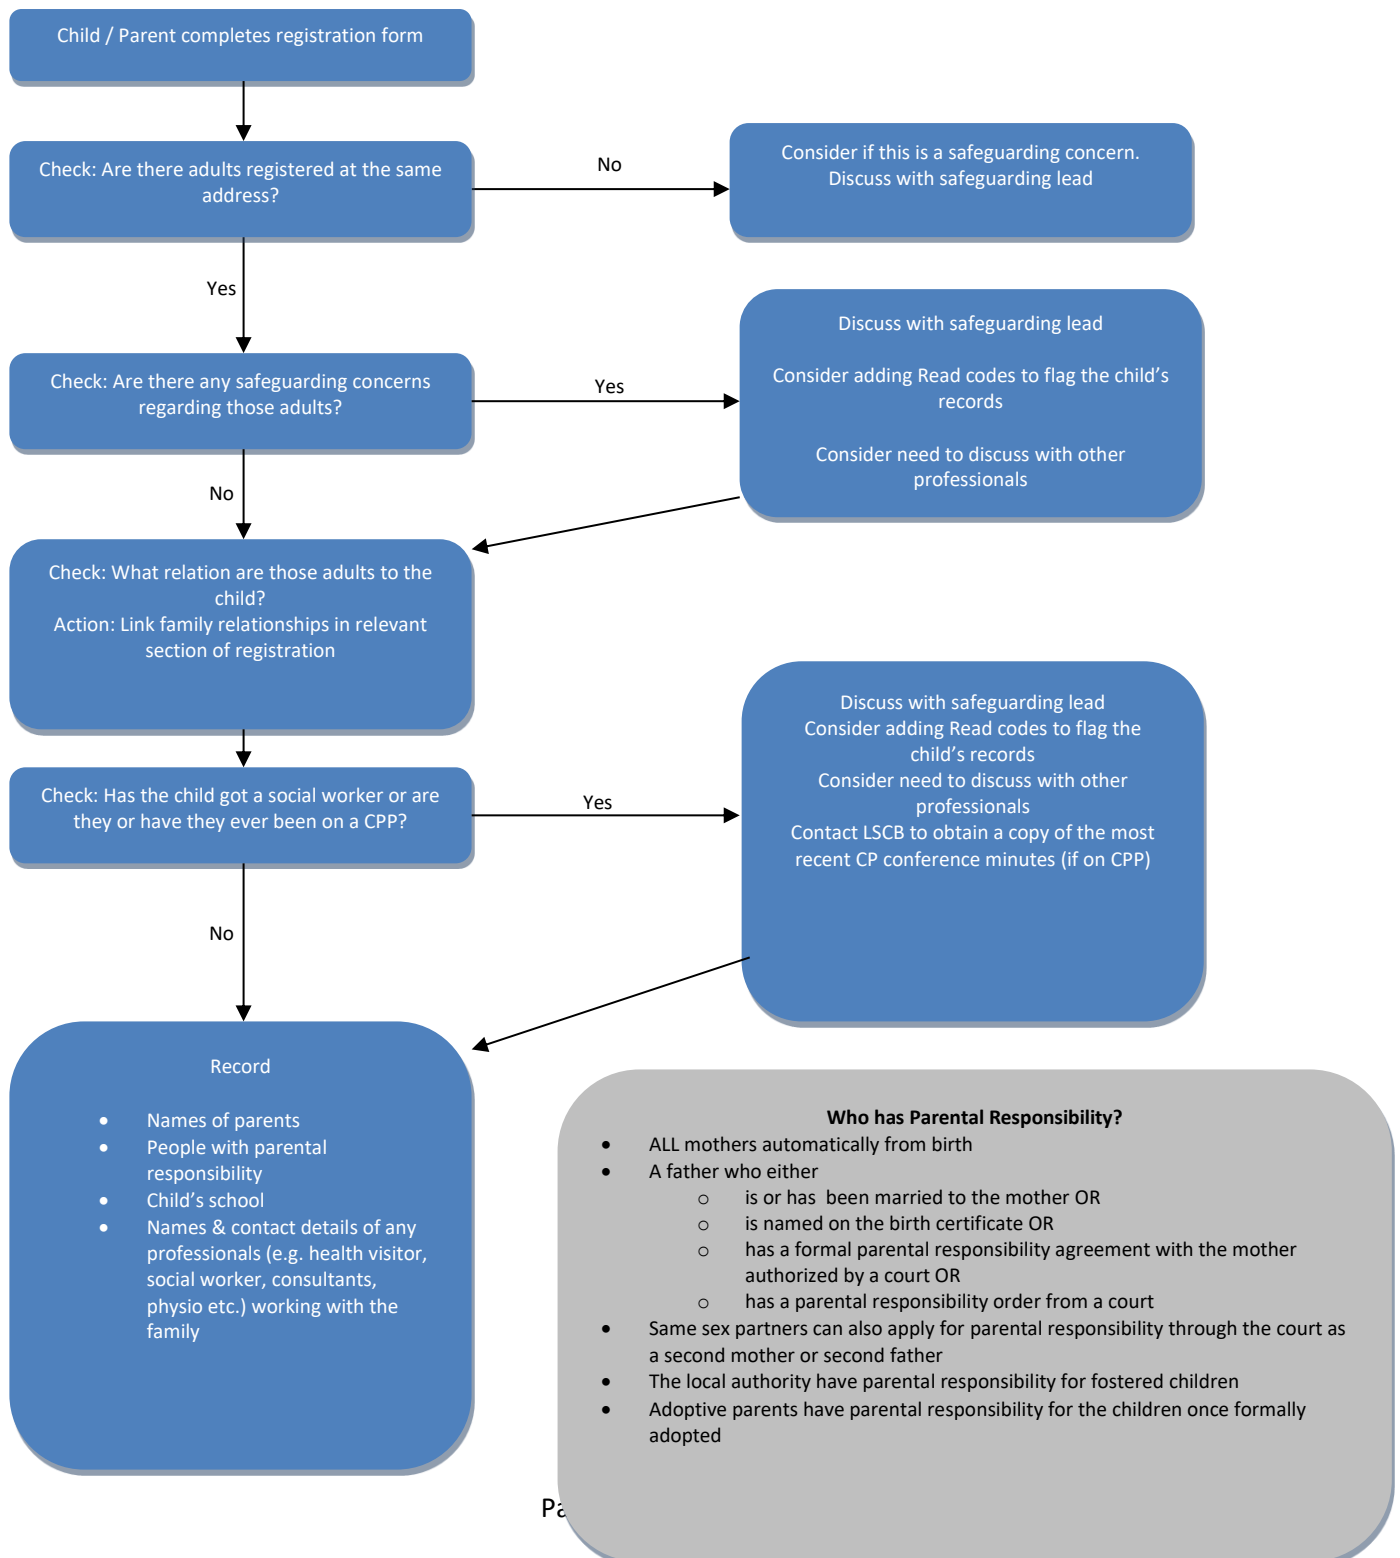 Child / Parent completes registration form
Check: Are there adults registered at the same
address?
No
Consider if this is a safeguarding concern.
Discuss with safeguarding lead
Yes
Check: Are there any safeguarding concerns
regarding those adults?
Yes
Discuss with safeguarding lead
Consider adding Read codes to flag the child’s
records
Consider need to discuss with other
professionals
No
Check: What relation are those adults to the
child?
Action: Link family relationships in relevant
section of registration
Check: Has the child got a social worker or are
they or have they ever been on a CPP?
Yes
Discuss with safeguarding lead
Consider adding Read codes to flag the
child’s records
Consider need to discuss with other
professionals
Contact LSCB to obtain a copy of the most
recent CP conference minutes (if on CPP)
No
Record
• Names of parents
• People with parental
responsibility
• Child’s school
• Names & contact details of any
professionals (e.g. health visitor,
social worker, consultants,
physio etc.) working with the
family
Who has Parental Responsibility?
• ALL mothers automatically from birth
• A father who either
o is or has  been married to the mother OR
o is named on the birth certificate OR
o has a formal parental responsibility agreement with the mother
authorized by a court OR
o has a parental responsibility order from a court
• Same sex partners can also apply for parental responsibility through the court as
a second mother or second father
• The local authority have parental responsibility for fostered children
• Adoptive parents have parental responsibility for the children once formally
adopted